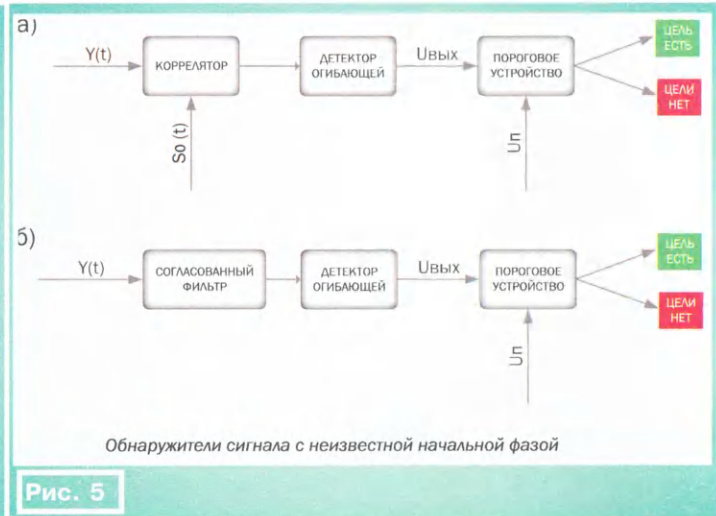 а)
Y(t)
КОРРЕЛЯТОР
ДЕТЕКТОР
ОГИБАЮЩЕЙ
Uвых
ПОРОГОВОЕ
УСТРОЙСТВО
ЦЕЛЬ
ЕСТЬ
ЦЕЛИ
НЕТ
So (t)
Uп
б)
Y(t)
СОГЛАСОВАННЫЙ
ФИЛЬТР
ДЕТЕКТОР
ОГИБАЮЩЕЙ
Uвых
ПОРОГОВОЕ
УСТРОЙСТВО
ЦЕЛЬ
ЕСТЬ
ЦЕЛИ
НЕТ
Uп
Обнаружители сигнала с неизвестной начальной фазой
Рис. 5